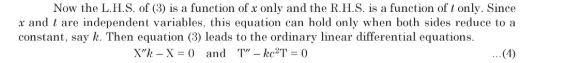 Now the L.H.S. of (3) is a function of x only and the R.H.S. is a function of t only. Since
x and t are independent variables, this equation can hold only when both sides reduce to a
constant, say k. Then equation (3) leads to the ordinary linear differential equations.
X″k – X = 0 and T″ – kc²T = 0 ...(4)